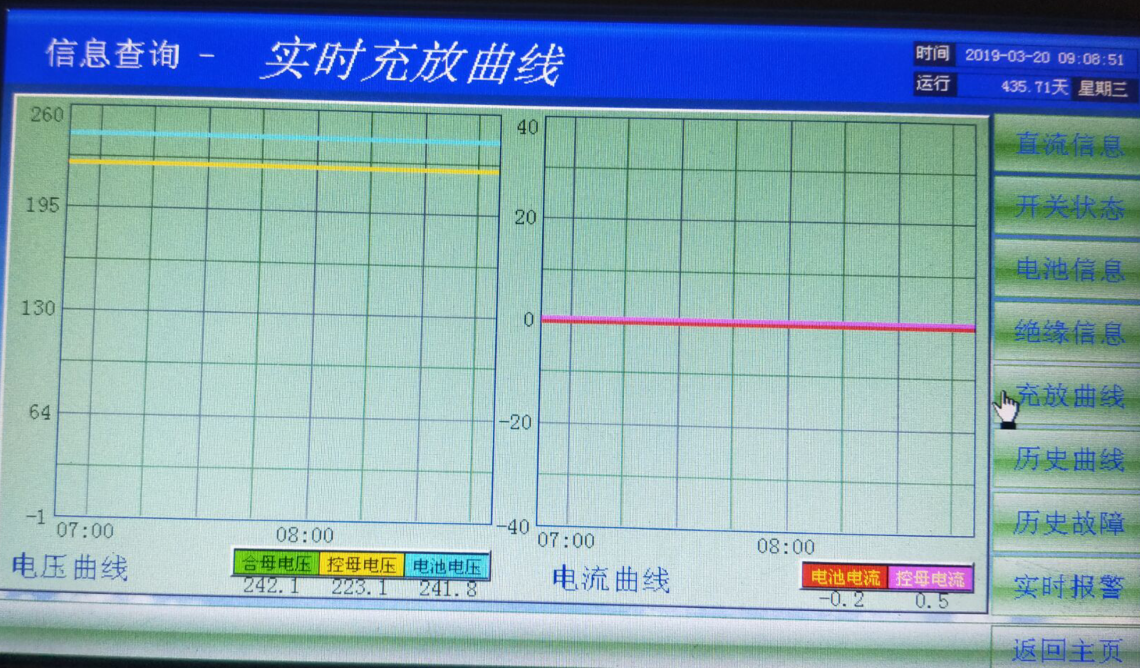 信息查询 - 实时充放曲线
时间 2019-03-20 09:08:51
运行 435.71天 星期三
260
195
130
64
-1
07:00 08:00
电压曲线
合母电压 控母电压 电池电压
242.1 223.1 241.8
40
20
0
-20
-40
07:00 08:00
电流曲线
电池电流 控母电流
-0.2 0.5
直流信息
开关状态
电池信息
绝缘信息
充放曲线
历史曲线
历史故障
实时报警
返回主页